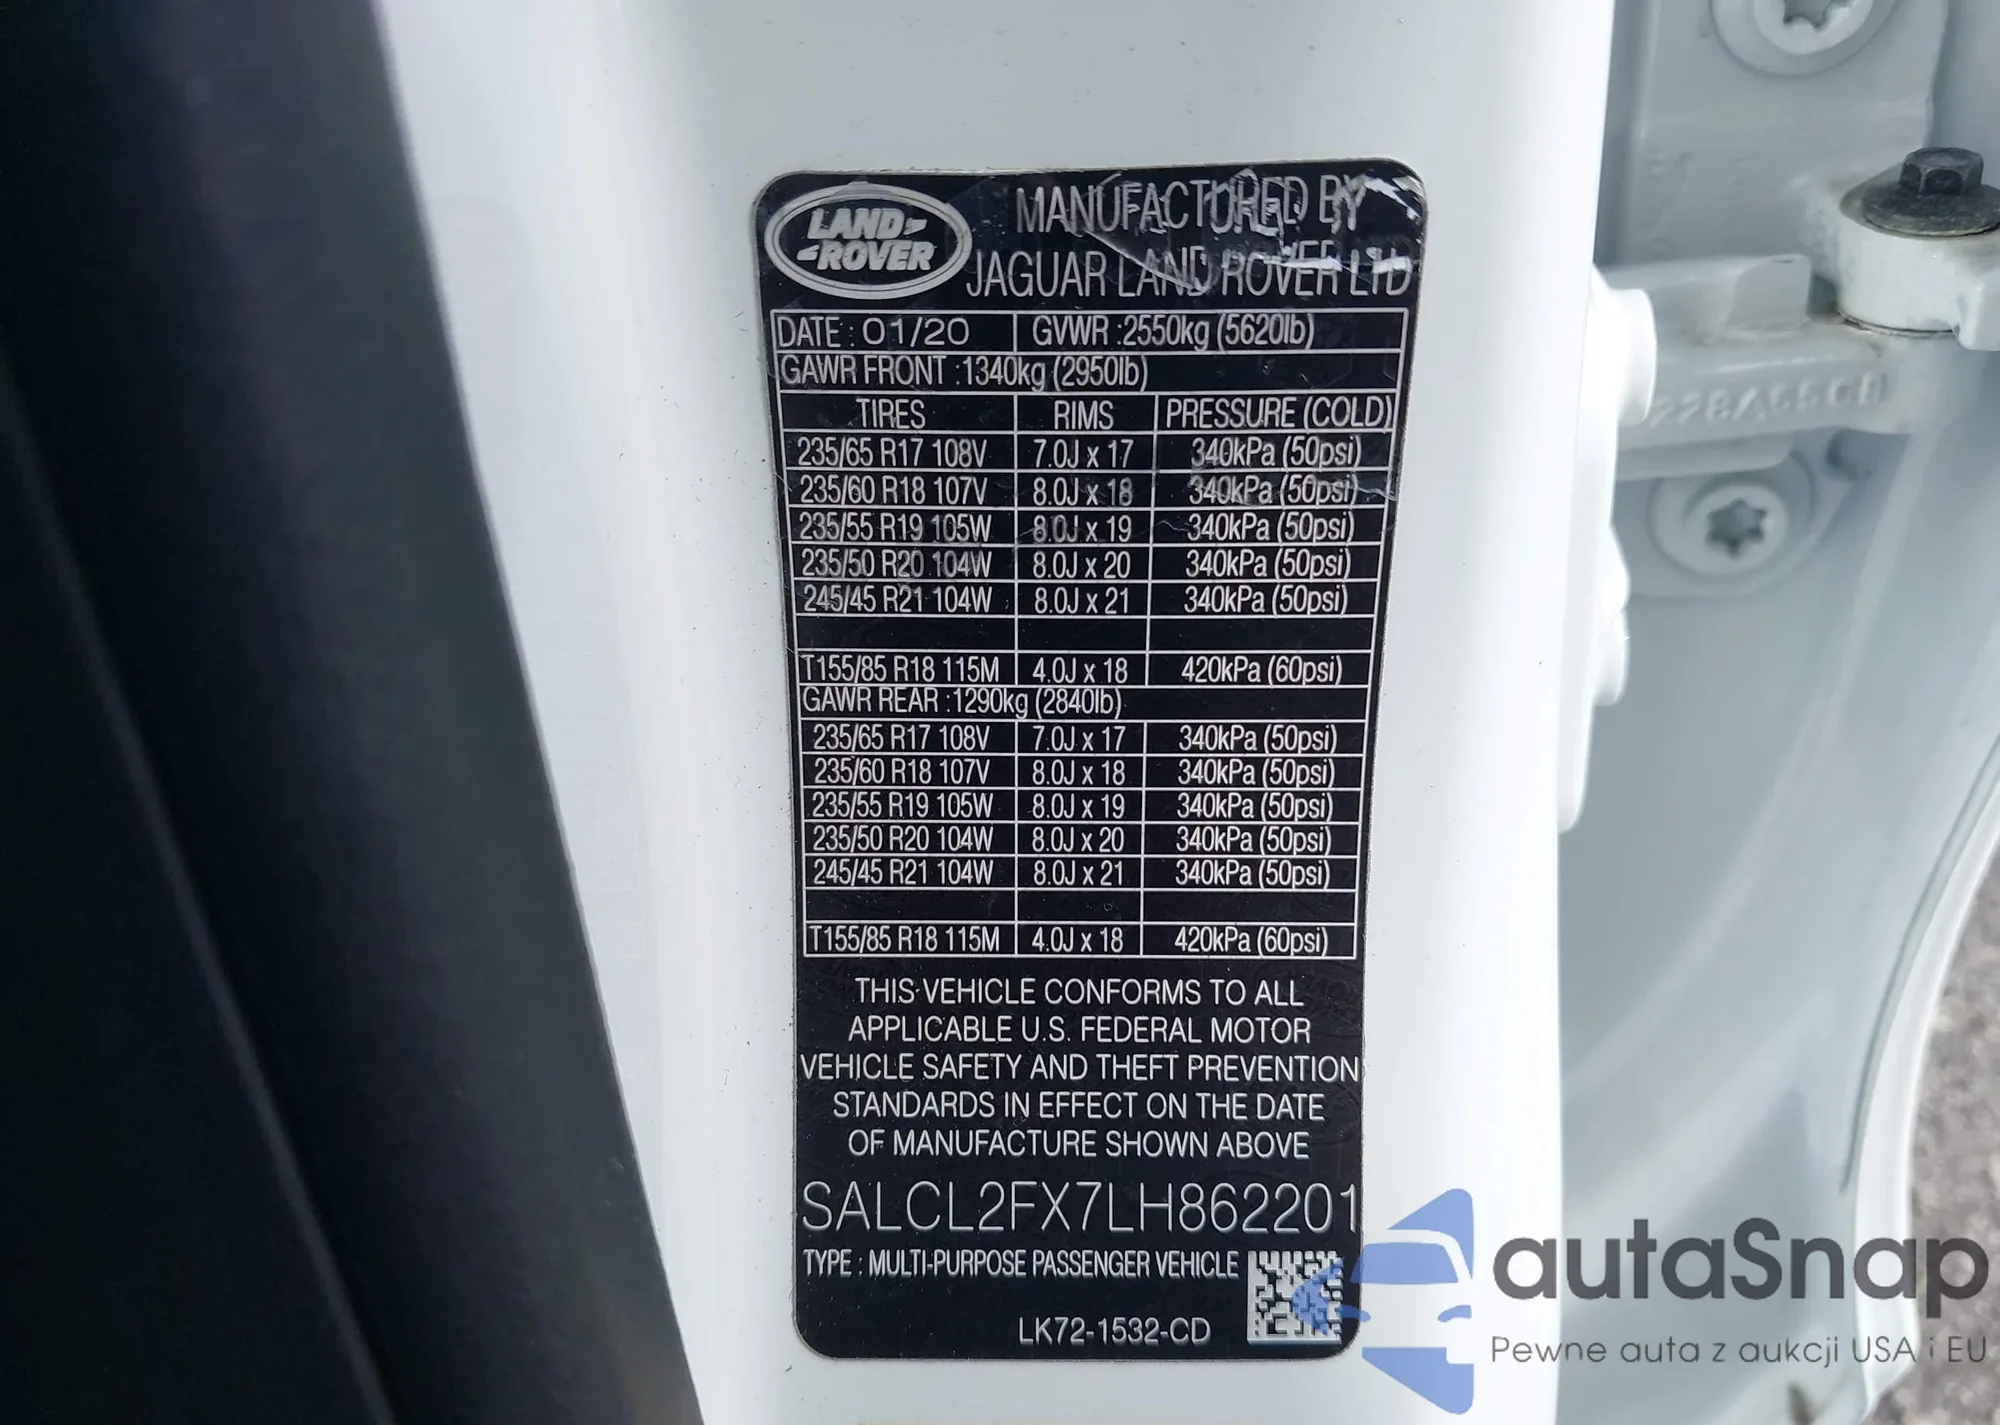 LAND-
-ROVER
MANUFACTURED BY
JAGUAR LAND ROVER LTD
DATE : 01/20 GVWR :2550kg (5620lb)
GAWR FRONT :1340kg (2950lb)
TIRES RIMS PRESSURE (COLD)
235/65 R17 108V 7.0J x 17 340kPa (50psi)
235/60 R18 107V 8.0J x 18 340kPa (50psi)
235/55 R19 105W 8.0J x 19 340kPa (50psi)
235/50 R20 104W 8.0J x 20 340kPa (50psi)
245/45 R21 104W 8.0J x 21 340kPa (50psi)
T155/85 R18 115M 4.0J x 18 420kPa (60psi)
GAWR REAR :1290kg (2840lb)
235/65 R17 108V 7.0J x 17 340kPa (50psi)
235/60 R18 107V 8.0J x 18 340kPa (50psi)
235/55 R19 105W 8.0J x 19 340kPa (50psi)
235/50 R20 104W 8.0J x 20 340kPa (50psi)
245/45 R21 104W 8.0J x 21 340kPa (50psi)
T155/85 R18 115M 4.0J x 18 420kPa (60psi)
THIS VEHICLE CONFORMS TO ALL
APPLICABLE U.S. FEDERAL MOTOR
VEHICLE SAFETY AND THEFT PREVENTION
STANDARDS IN EFFECT ON THE DATE
OF MANUFACTURE SHOWN ABOVE
SALCL2FX7LH862201
TYPE : MULTI-PURPOSE PASSENGER VEHICLE
LK72-1532-CD
autaSnap
Pewne auta z aukcji USA i EU